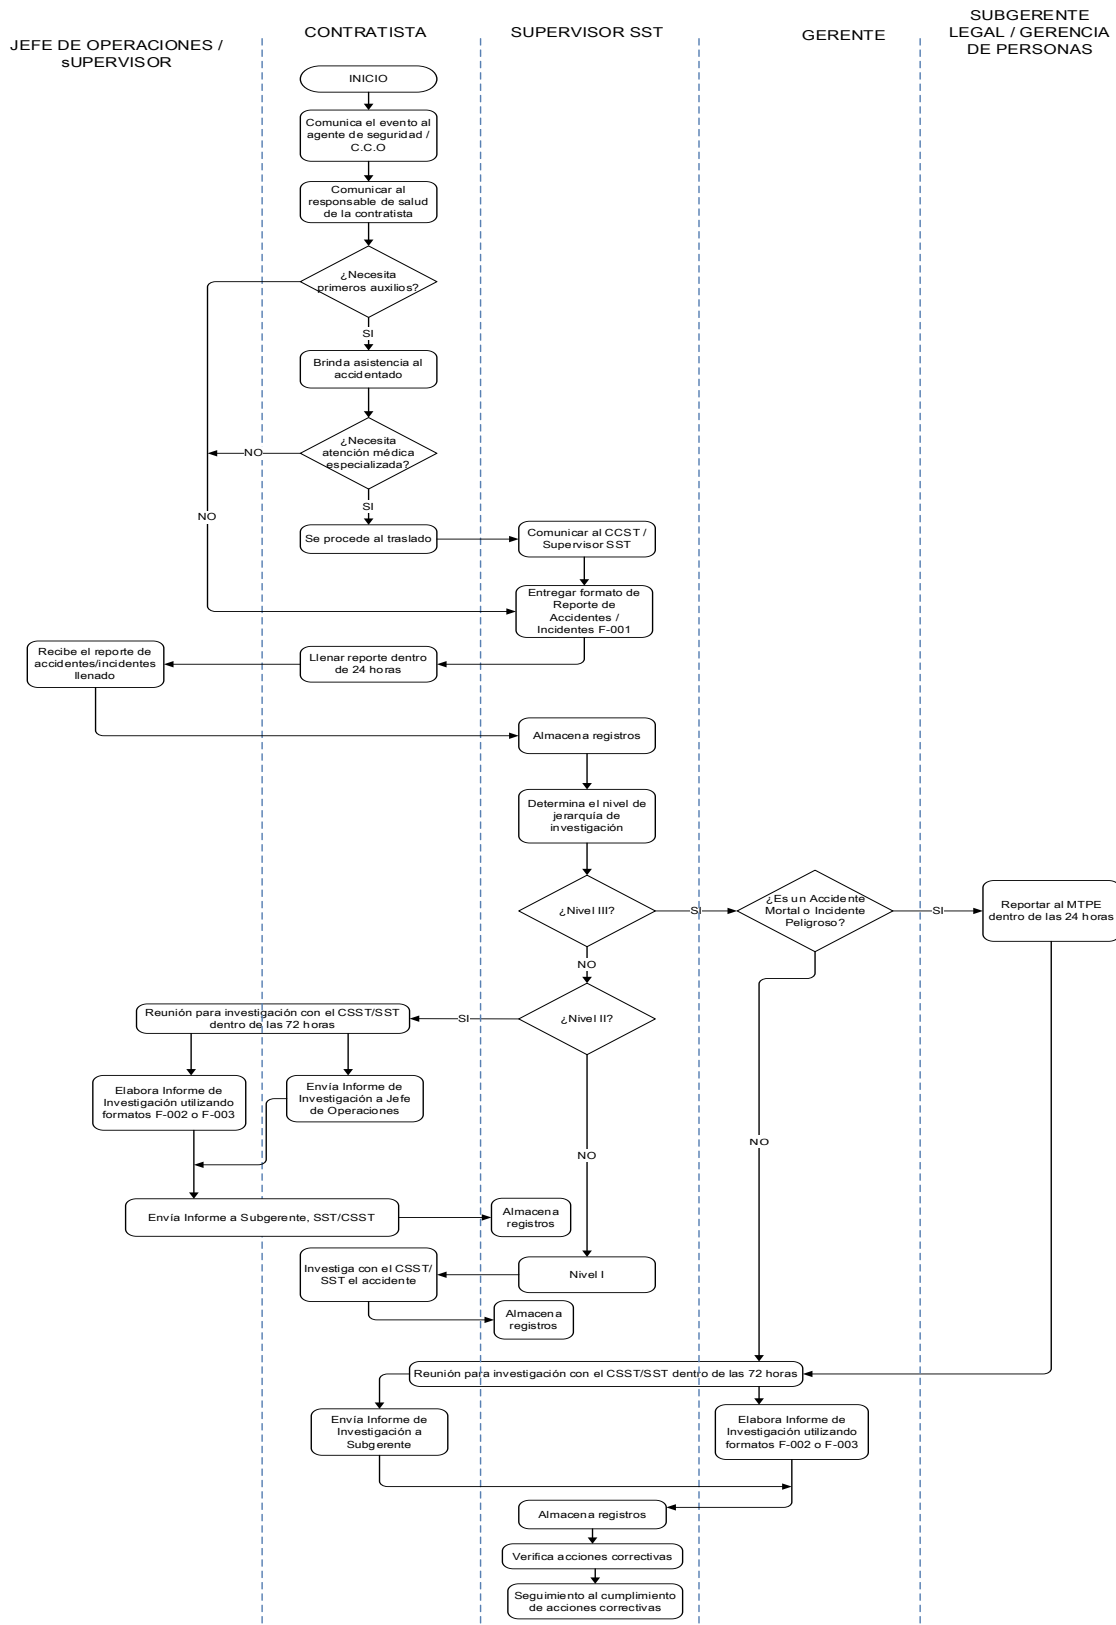 JEFE DE OPERACIONES /
sUPERVISOR
CONTRATISTA
SUPERVISOR SST
GERENTE
SUBGERENTE
LEGAL / GERENCIA
DE PERSONAS
INICIO
Comunica el evento al
agente de seguridad /
C.C.O
Comunicar al
responsable de salud
de la contratista
¿Necesita
primeros auxilios?
SI
Brinda asistencia al
accidentado
¿Necesita
atención médica
especializada?
NO
SI
NO
Se procede al traslado
Comunicar al CCST /
Supervisor SST
Entregar formato de
Reporte de
Accidentes /
Incidentes F-001
Recibe el reporte de
accidentes/incidentes
llenado
Llenar reporte dentro
de 24 horas
Almacena registros
Determina el nivel de
jerarquía de
investigación
¿Nivel III?
SI
¿Es un Accidente
Mortal o Incidente
Peligroso?
SI
Reportar al MTPE
dentro de las 24 horas
NO
Reunión para investigación con el CSST/SST
dentro de las 72 horas
SI
¿Nivel II?
Elabora Informe de
Investigación utilizando
formatos F-002 o F-003
Envía Informe de
Investigación a Jefe
de Operaciones
NO
NO
Envía Informe a Subgerente, SST/CSST
Almacena
registros
Investiga con el CSST/
SST el accidente
Nivel I
Almacena
registros
Reunión para investigación con el CSST/SST dentro de las 72 horas
Envía Informe de
Investigación a
Subgerente
Elabora Informe de
Investigación utilizando
formatos F-002 o F-003
Almacena registros
Verifica acciones correctivas
Seguimiento al cumplimiento
de acciones correctivas